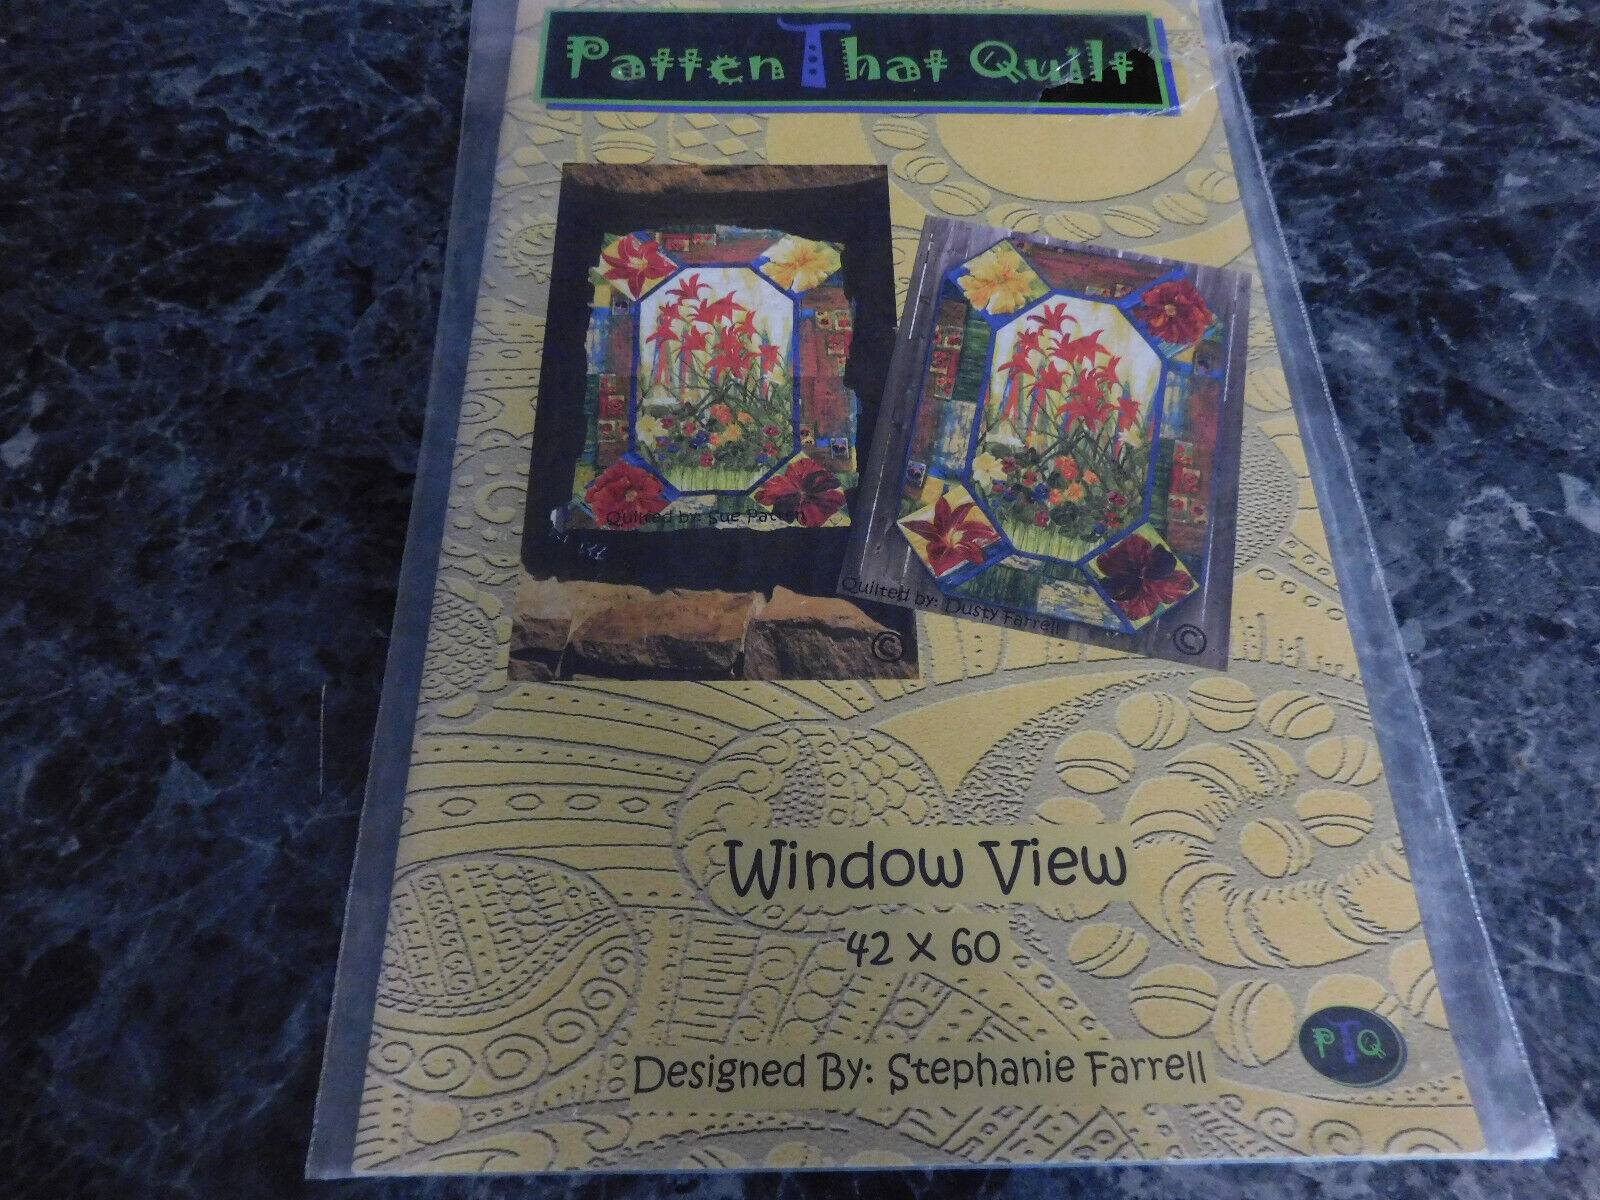 Patten That Quilt
Quilted by: Sue Patten
Quilted by: Dusty Farrell
©
©
Window View
42 x 60
Designed By: Stephanie Farrell
PTQ